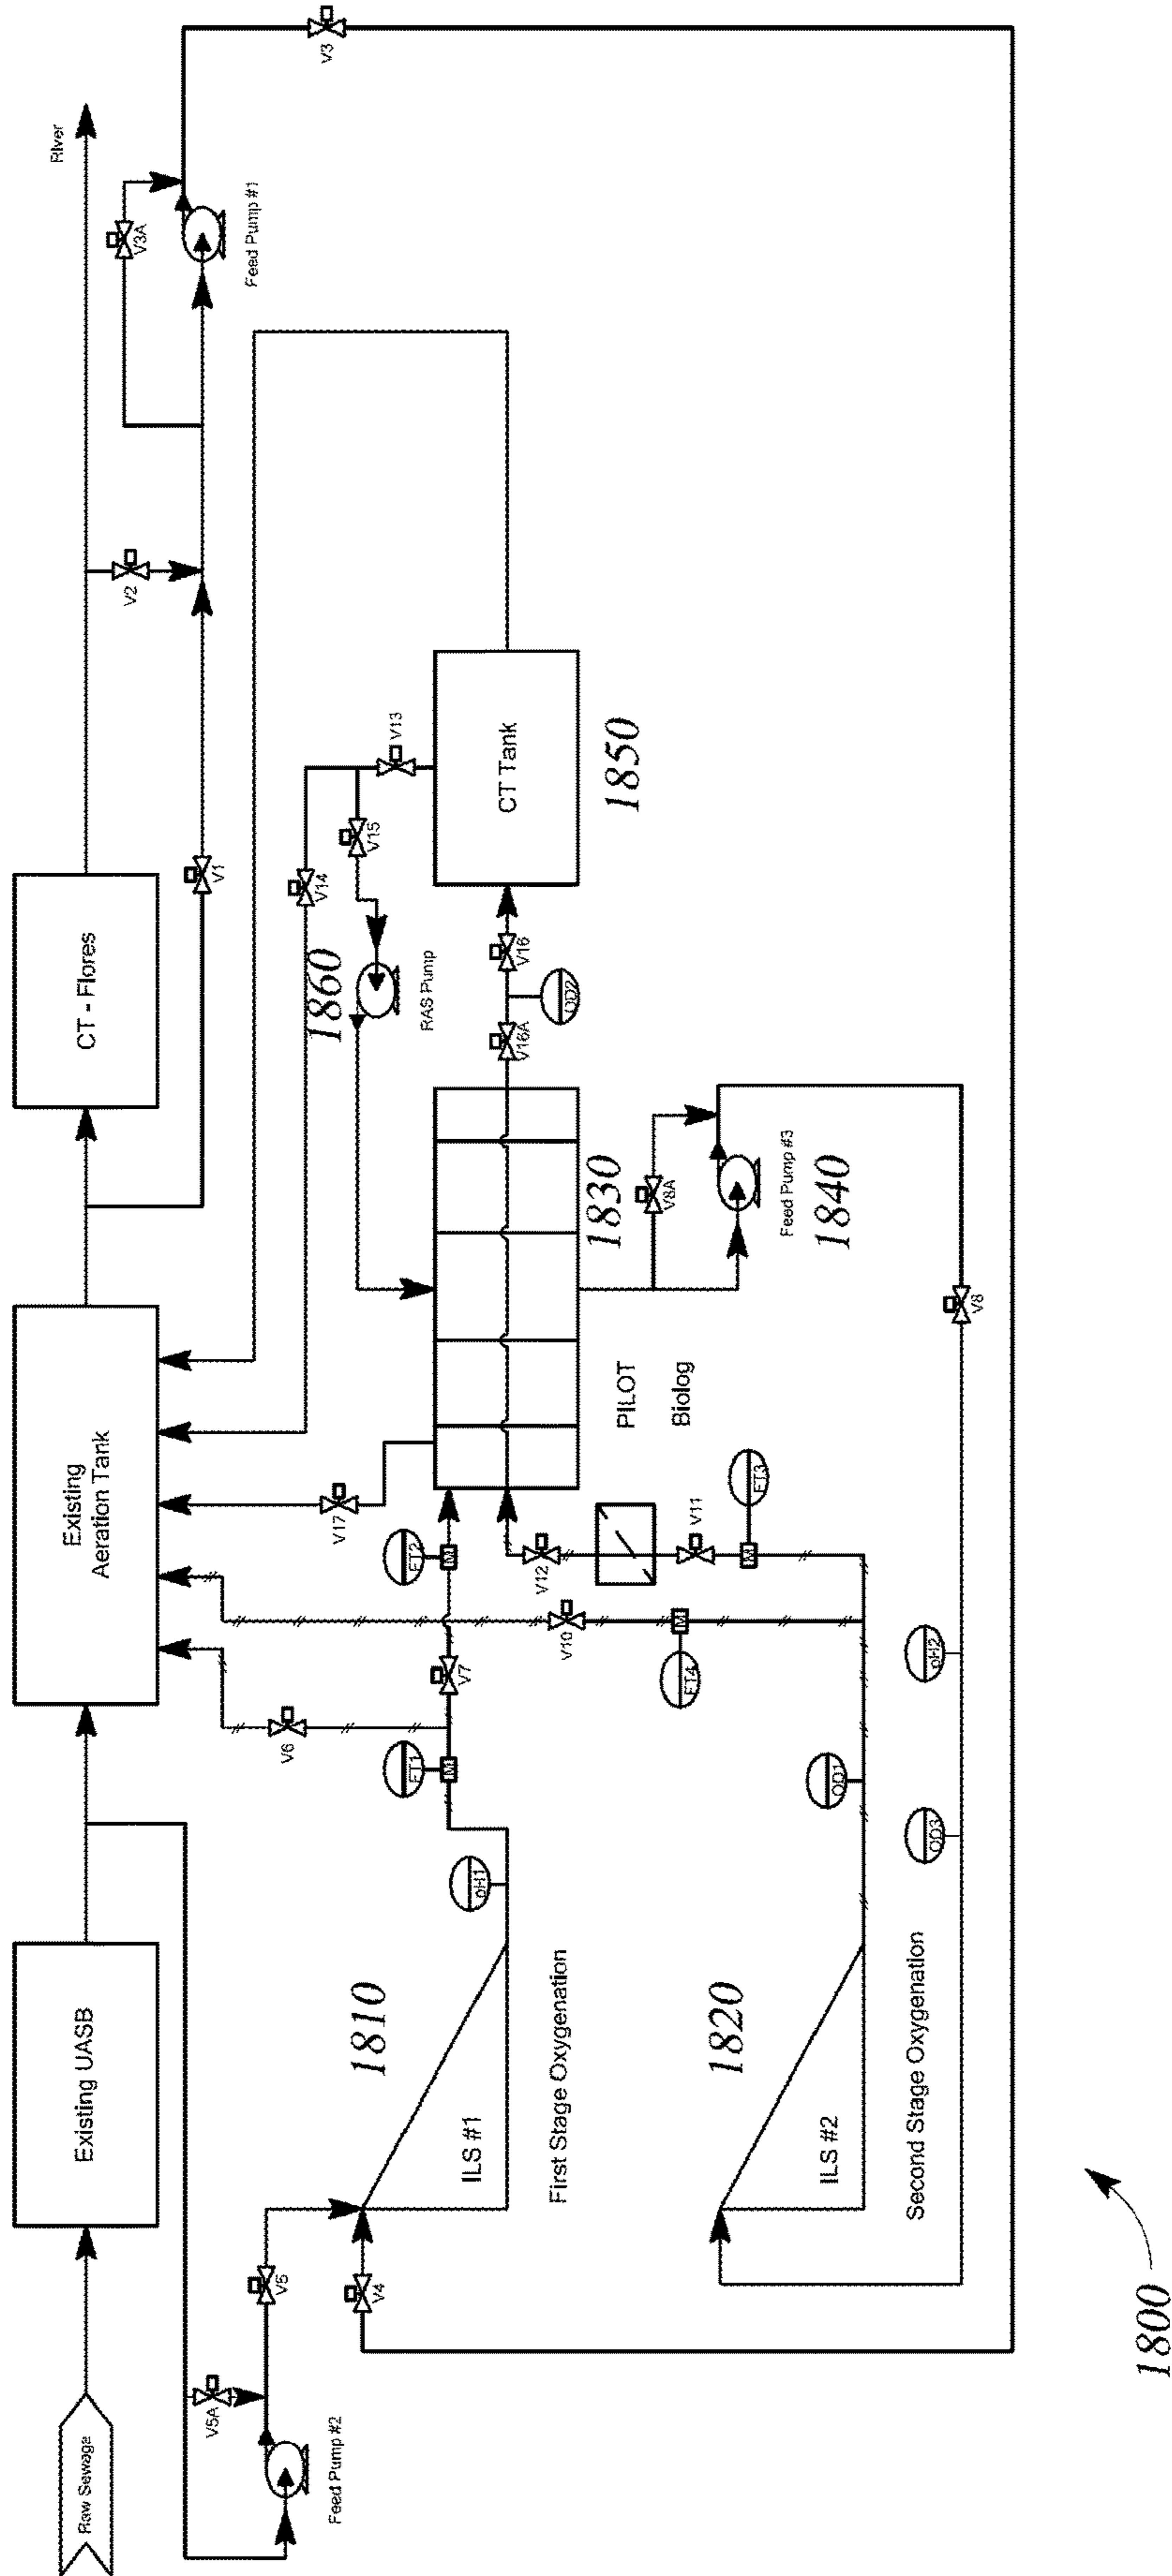 Raw Sewage
Existing UASB
Existing
Aeration Tank
CT - Flores
River
V5A
Feed Pump #2
V5
V4
V6
V17
V14
V15
V13
V1
V2
V3A
Feed Pump #1
V3
1810
ILS #1
First Stage Oxygenation
pH1
FT1
M
V7
FT2
M
V10
M
FT4
V12
V11
M
FT3
PILOT
Biolog
1830
1860
RAS Pump
V16A
OD2
V16
CT Tank
1850
V8A
Feed Pump #3
1840
V8
1820
ILS #2
Second Stage Oxygenation
OD1
OD3
pH2
1800